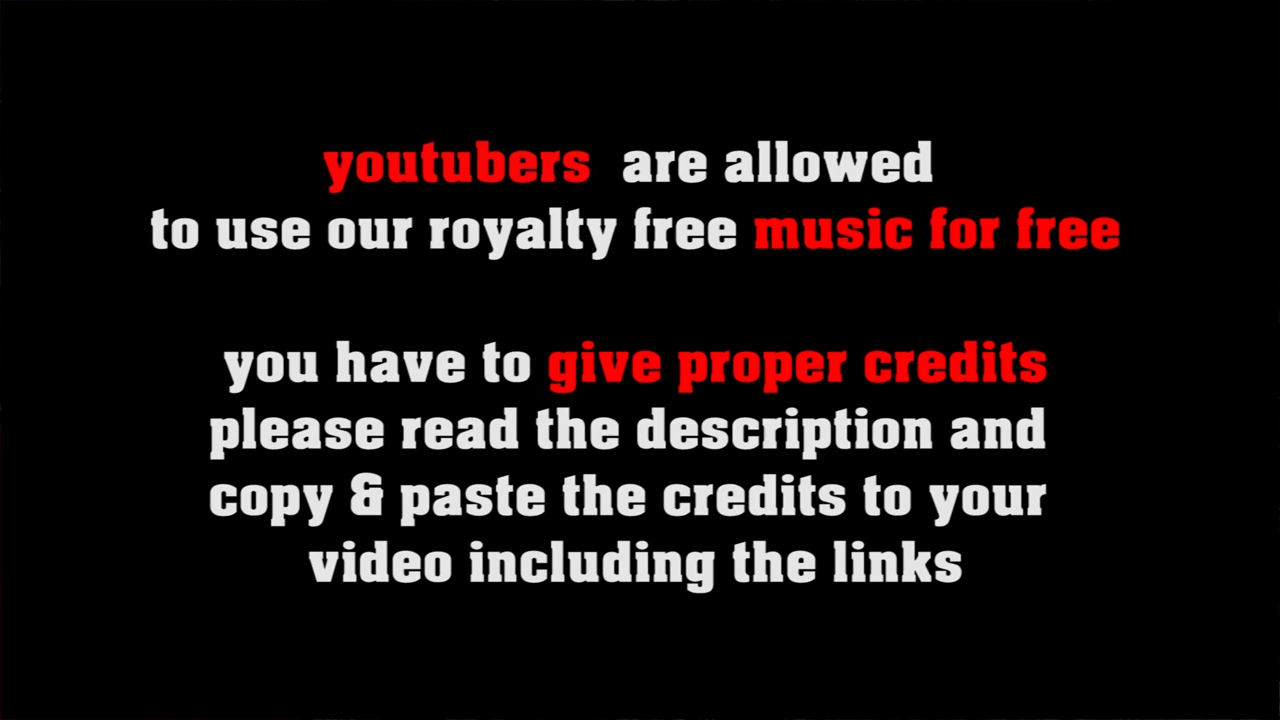 youtubers are allowed
to use our royalty free music for free
you have to give proper credits
please read the description and
copy & paste the credits to your
video including the links